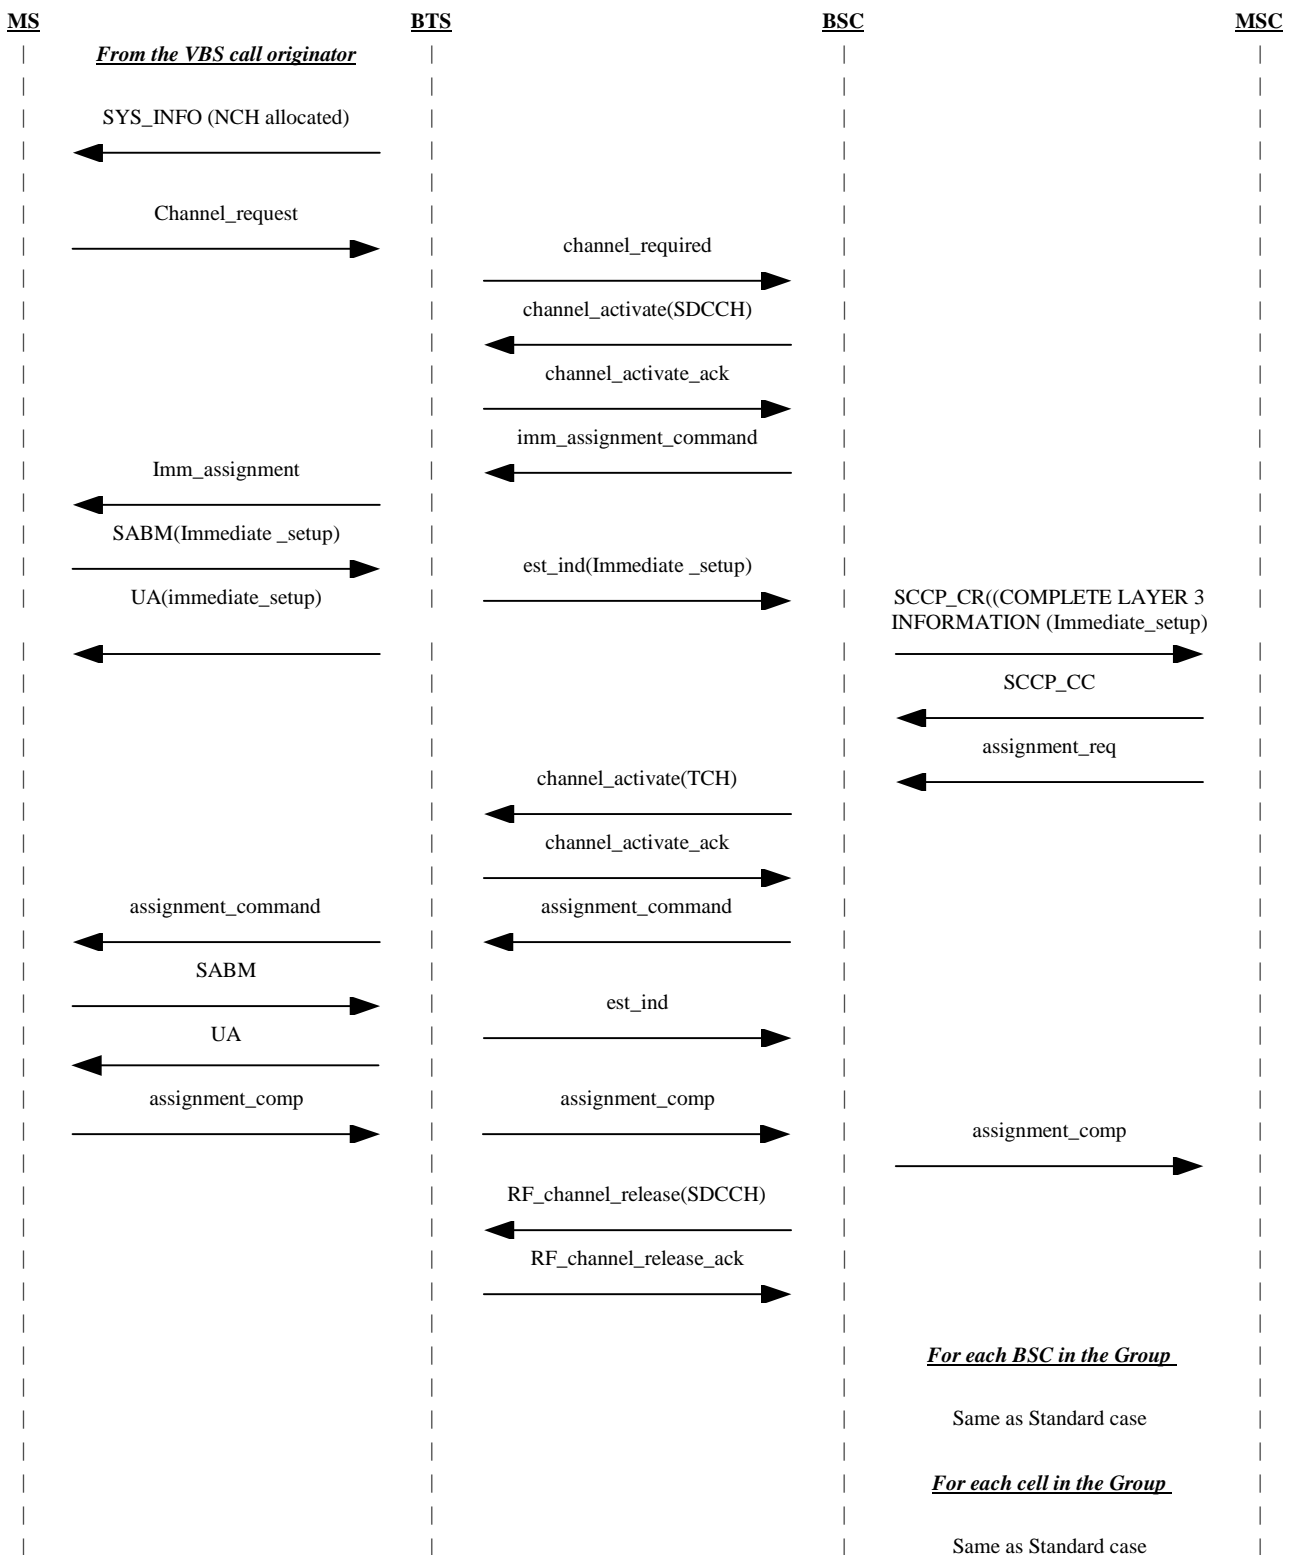 MS BTS BSC MSC
From the VBS call originator
SYS_INFO (NCH allocated)
Channel_request
channel_required
channel_activate(SDCCH)
channel_activate_ack
imm_assignment_command
Imm_assignment
SABM(Immediate _setup)
est_ind(Immediate _setup)
UA(immediate_setup)
SCCP_CR((COMPLETE LAYER 3
INFORMATION (Immediate_setup)
SCCP_CC
assignment_req
channel_activate(TCH)
channel_activate_ack
assignment_command assignment_command
SABM
est_ind
UA
assignment_comp assignment_comp
assignment_comp
RF_channel_release(SDCCH)
RF_channel_release_ack
For each BSC in the Group
Same as Standard case
For each cell in the Group
Same as Standard case